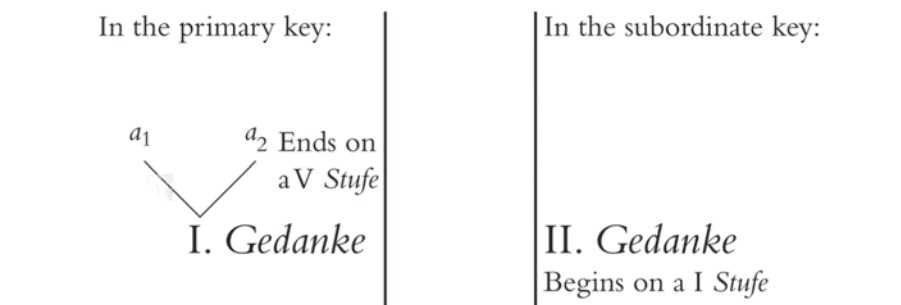 In the primary key:
In the subordinate key:
a1
a2 Ends on
a V Stufe
I. Gedanke
II. Gedanke
Begins on a I Stufe